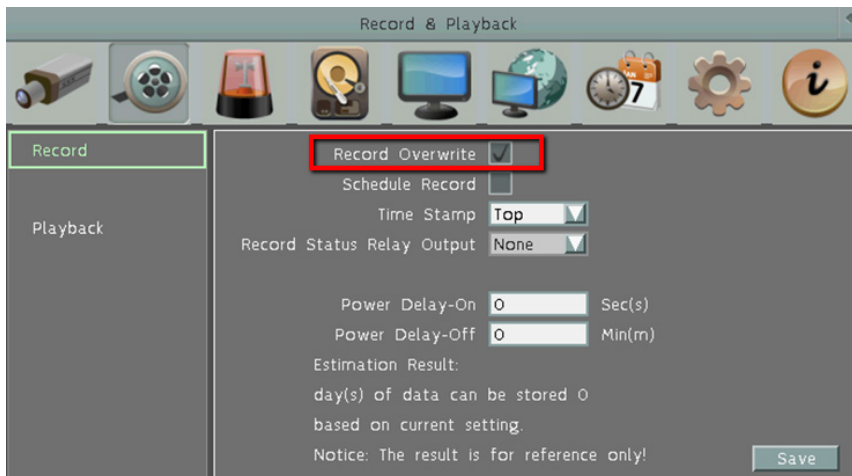 Record & Playback
7
i
Record
Playback
Record Overwrite
Schedule Record
Time Stamp Top
Record Status Relay Output None
Power Delay-On 0 Sec(s)
Power Delay-Off 0 Min(m)
Estimation Result:
day(s) of data can be stored 0
based on current setting.
Notice: The result is for reference only!
Save